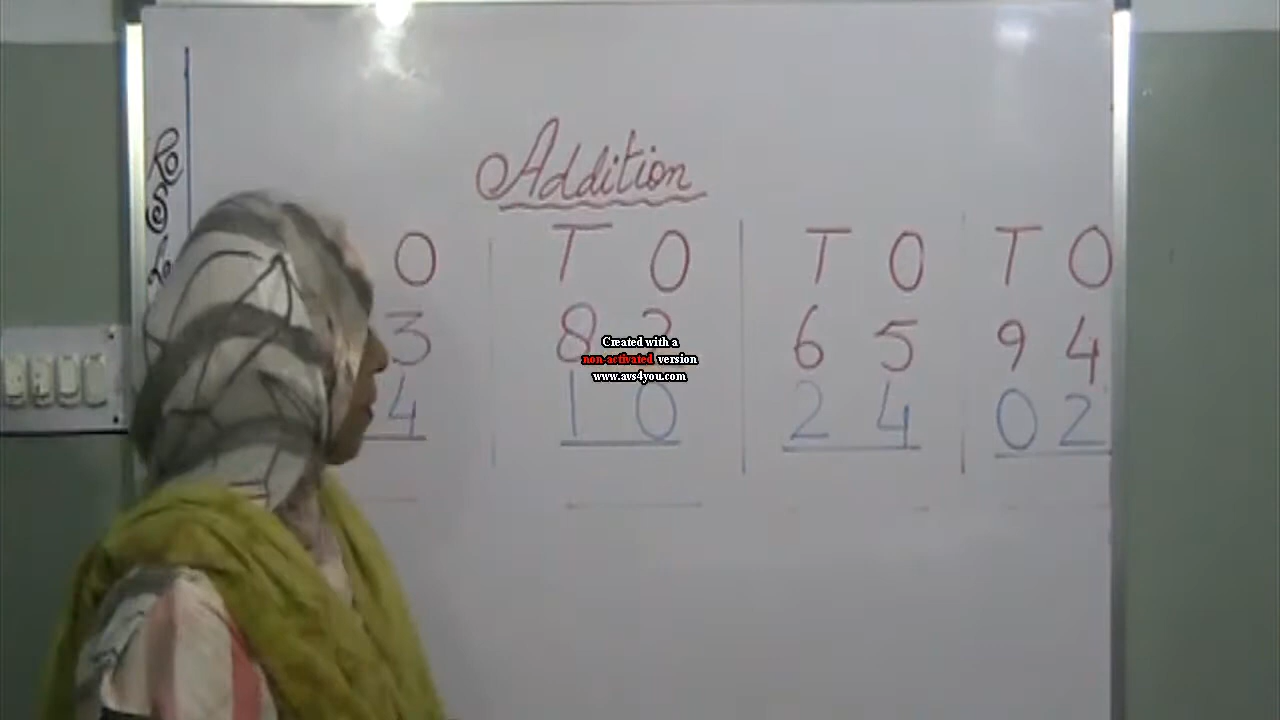 Addition
O T O T O T O
3 8 2 6 5 9 4
4 1 0 2 4 0 2
Created with a
non-activated version
www.avs4you.com